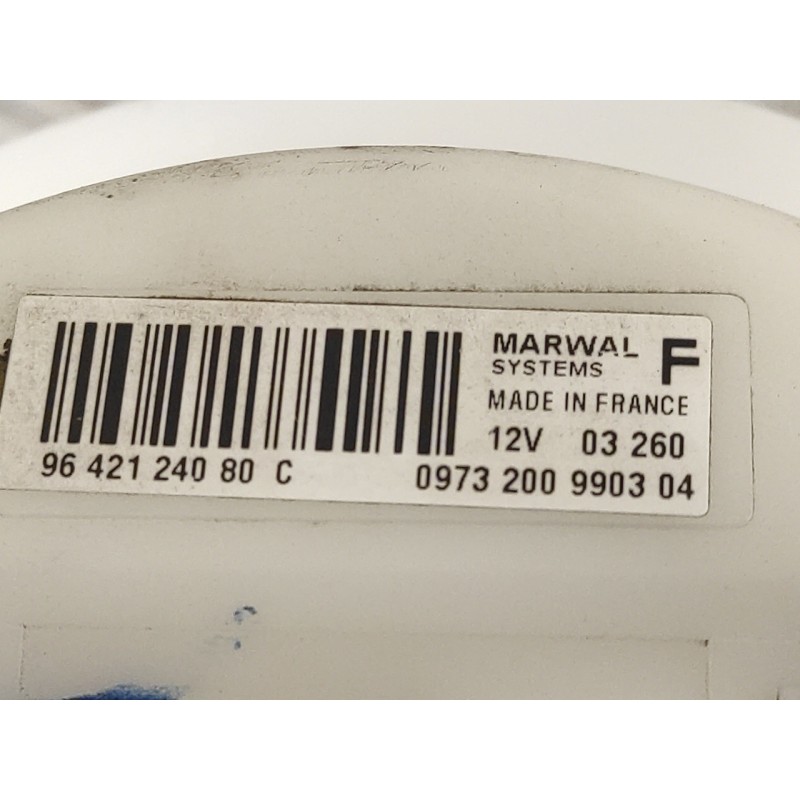 MARWAL F
SYSTEMS
MADE IN FRANCE
12V 03 260
96 421 240 80 C 0973 200 9903 04